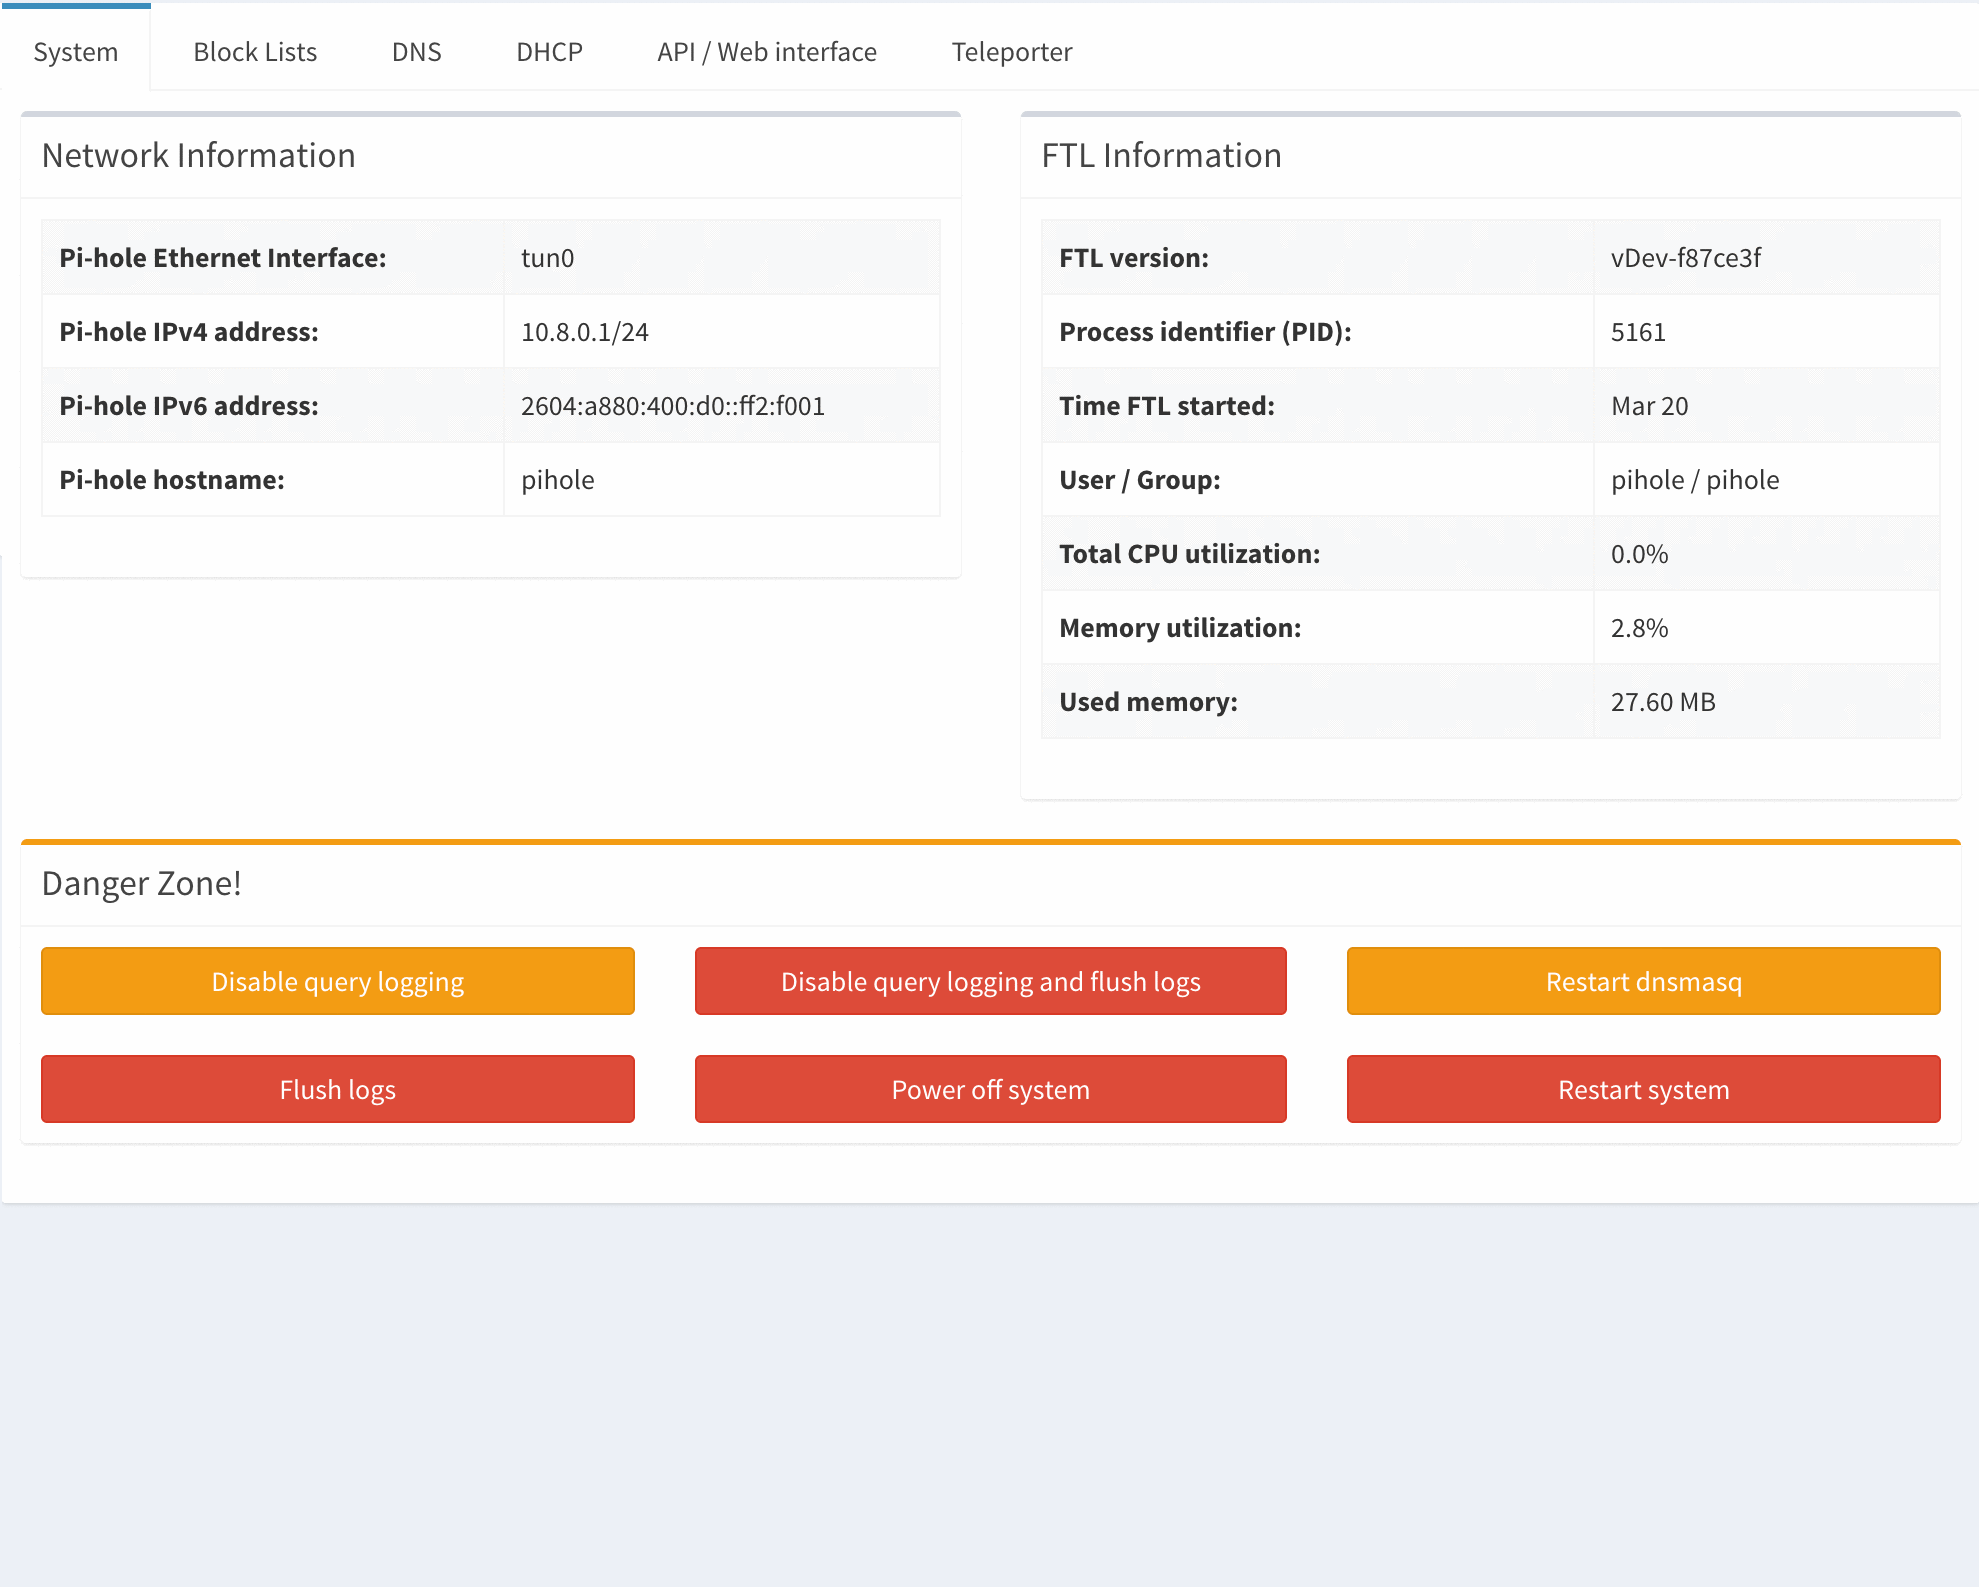 System Block Lists DNS DHCP API / Web interface Teleporter
Network Information
Pi-hole Ethernet Interface: tun0
Pi-hole IPv4 address: 10.8.0.1/24
Pi-hole IPv6 address: 2604:a880:400:d0::ff2:f001
Pi-hole hostname: pihole
FTL Information
FTL version: vDev-f87ce3f
Process identifier (PID): 5161
Time FTL started: Mar 20
User / Group: pihole / pihole
Total CPU utilization: 0.0%
Memory utilization: 2.8%
Used memory: 27.60 MB
Danger Zone!
Disable query logging Disable query logging and flush logs Restart dnsmasq
Flush logs Power off system Restart system